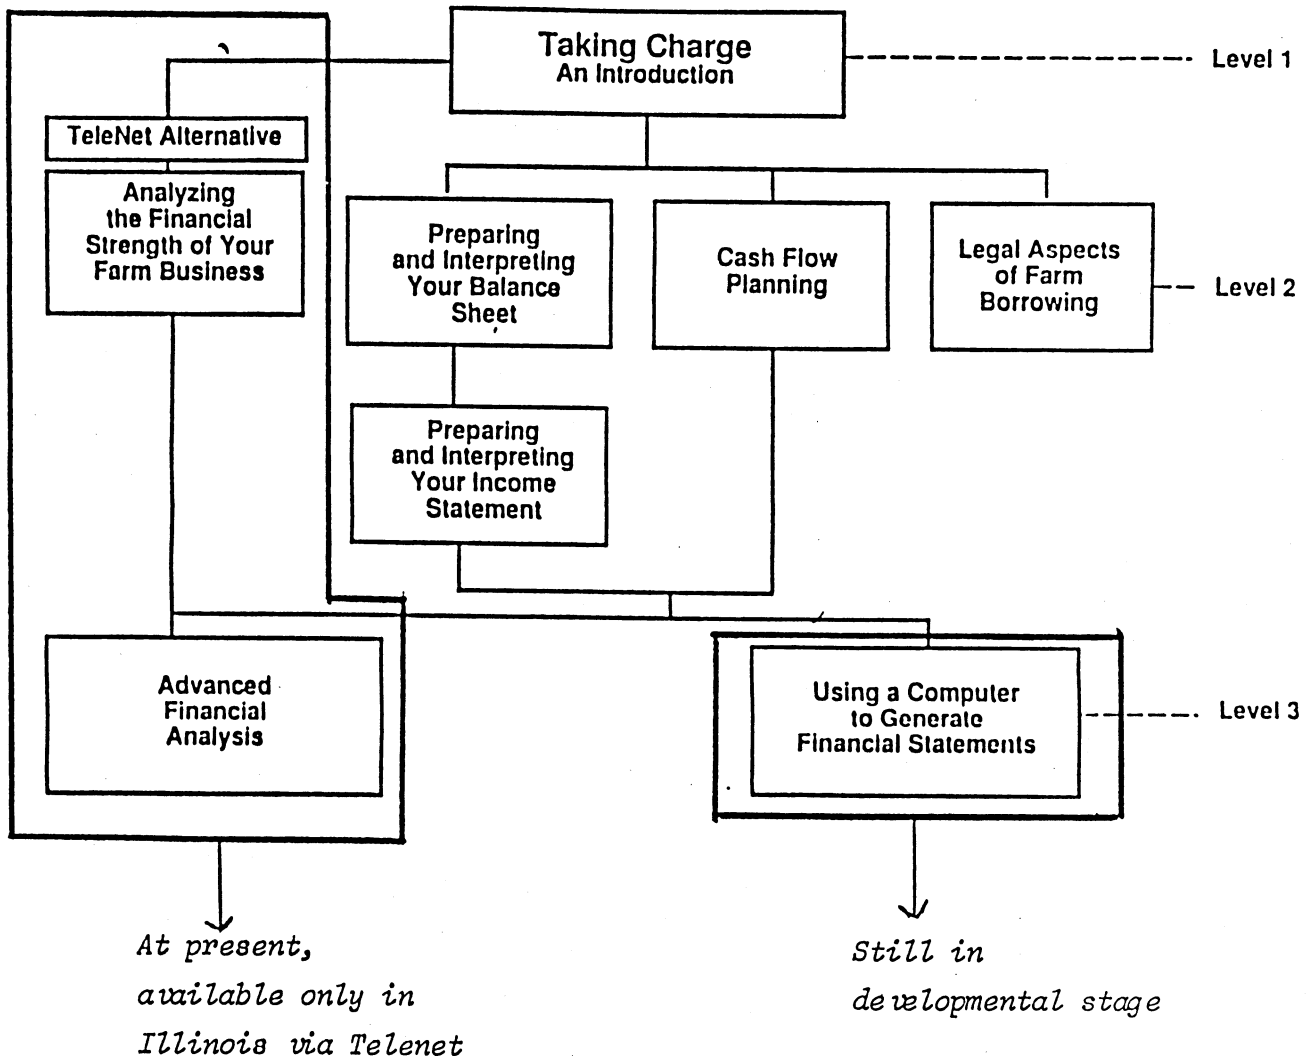 Taking Charge
An Introduction
Level 1
TeleNet Alternative
Analyzing
the Financial
Strength of Your
Farm Business
Preparing
and Interpreting
Your Balance
Sheet
Cash Flow
Planning
Legal Aspects
of Farm
Borrowing
Level 2
Preparing
and Interpreting
Your Income
Statement
Advanced
Financial
Analysis
Using a Computer
to Generate
Financial Statements
Level 3
At present,
available only in
Illinois via Telenet
Still in
developmental stage